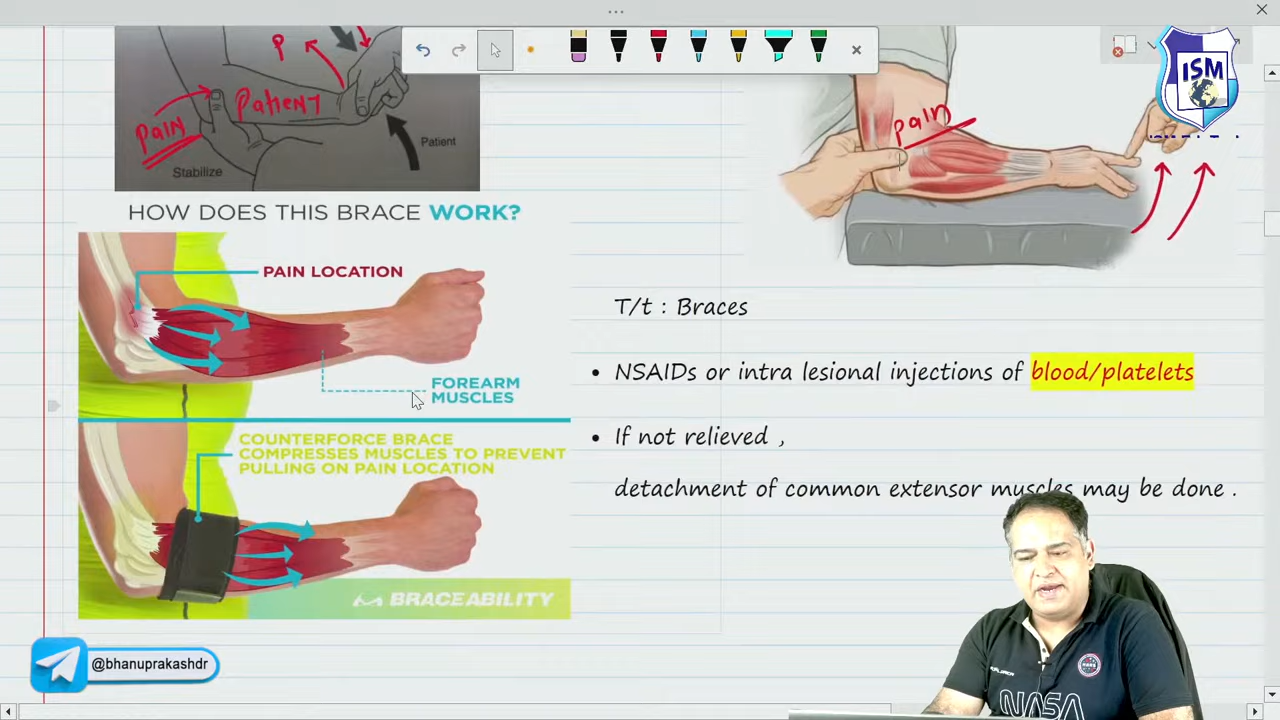 P
PAIN
Patient
Patient
Stabilize
pain
ISM
HOW DOES THIS BRACE WORK?
PAIN LOCATION
FOREARM
MUSCLES
COUNTERFORCE BRACE
COMPRESSES MUSCLES TO PREVENT
PULLING ON PAIN LOCATION
BRACEABILITY
T/t : Braces
• NSAIDs or intra lesional injections of blood/platelets
• If not relieved ,
detachment of common extensor muscles may be done .
@bhanuprakashdr
NASA